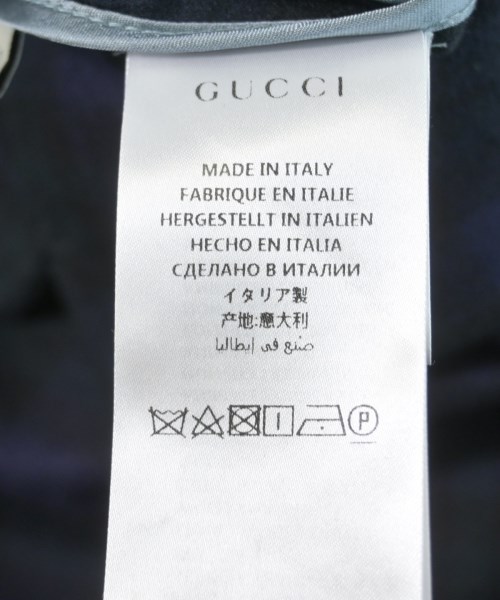 GUCCI
MADE IN ITALY
FABRIQUE EN ITALIE
HERGESTELLT IN ITALIEN
HECHO EN ITALIA
СДЕЛАНО В ИТАЛИИ
イタリア製
产地:意大利
صنع في إيطاليا
P